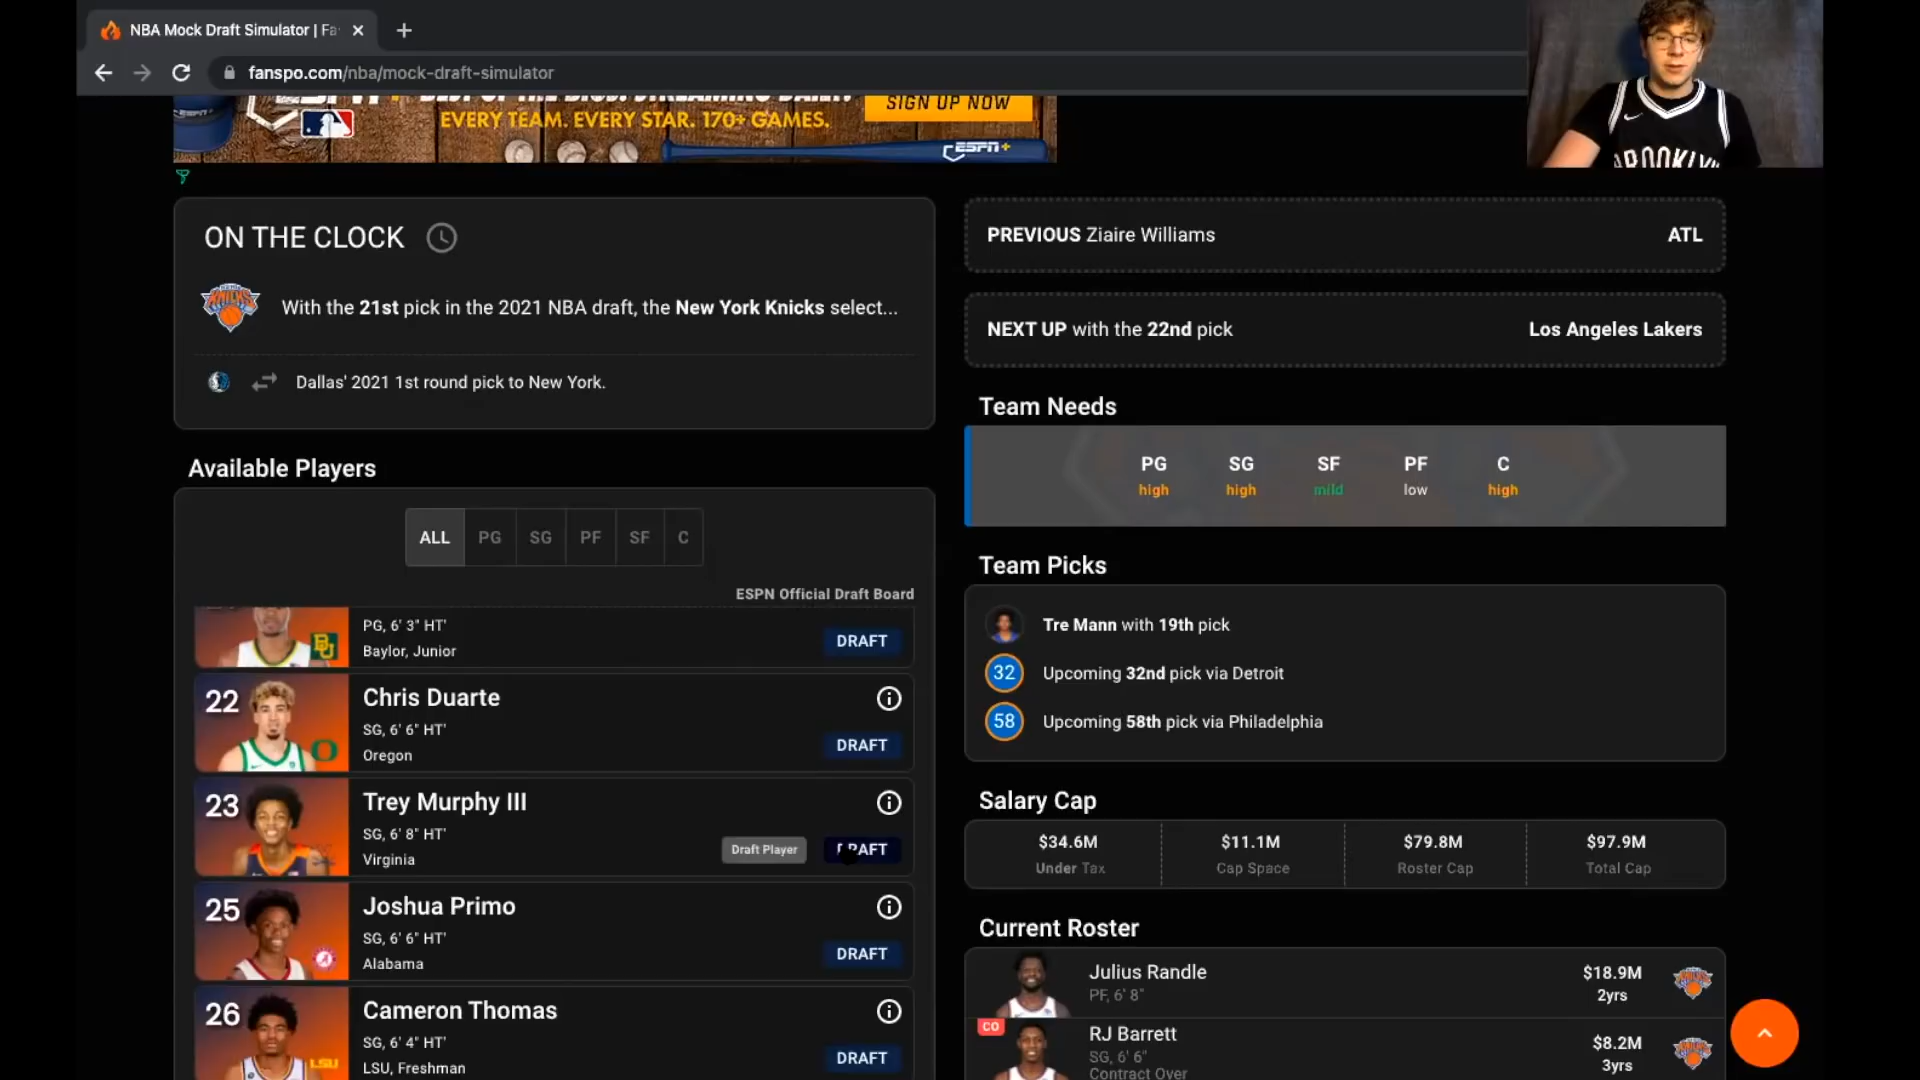 NBA Mock Draft Simulator | Fa
fanspo.com/nba/mock-draft-simulator
SIGN UP NOW
EVERY TEAM. EVERY STAR. 170+ GAMES.
ESPN+
BROOKLYN
ON THE CLOCK
With the 21st pick in the 2021 NBA draft, the New York Knicks select...
Dallas' 2021 1st round pick to New York.
PREVIOUS Ziaire Williams ATL
NEXT UP with the 22nd pick Los Angeles Lakers
Team Needs
PG SG SF PF C
high high mild low high
Available Players
ALL PG SG PF SF C
ESPN Official Draft Board
PG, 6' 3" HT'
Baylor, Junior
DRAFT
22 Chris Duarte
SG, 6' 6" HT'
Oregon
DRAFT
23 Trey Murphy III
SG, 6' 8" HT'
Virginia
Draft Player DRAFT
25 Joshua Primo
SG, 6' 6" HT'
Alabama
DRAFT
26 Cameron Thomas
SG, 6' 4" HT'
LSU, Freshman
DRAFT
Team Picks
Tre Mann with 19th pick
32 Upcoming 32nd pick via Detroit
58 Upcoming 58th pick via Philadelphia
Salary Cap
$34.6M $11.1M $79.8M $97.9M
Under Tax Cap Space Roster Cap Total Cap
Current Roster
Julius Randle $18.9M
PF, 6' 8" 2yrs
CO RJ Barrett $8.2M
SG, 6' 6" 3yrs
Contract Over